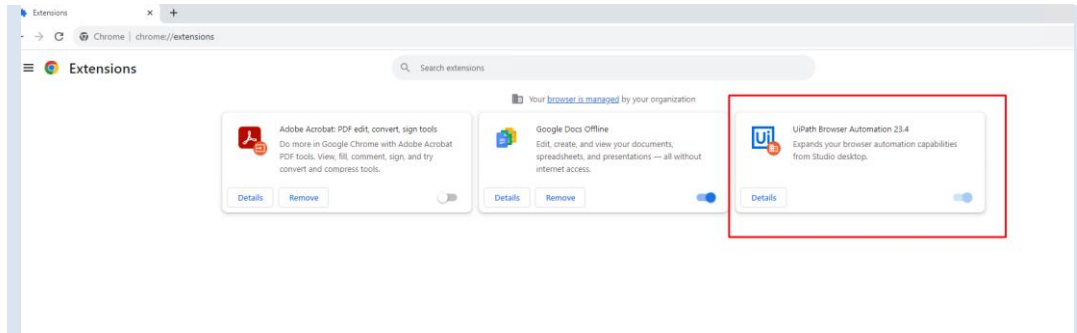 Extensions
Chrome | chrome://extensions
Extensions
Search extensions
Your browser is managed by your organization
Adobe Acrobat: PDF edit, convert, sign tools
Do more in Google Chrome with Adobe Acrobat
PDF tools. View, fill, comment, sign, and try
convert and compress tools.
Details Remove
Google Docs Offline
Edit, create, and view your documents,
spreadsheets, and presentations — all without
internet access.
Details Remove
Ui
UiPath Browser Automation 23.4
Expands your browser automation capabilities
from Studio desktop.
Details